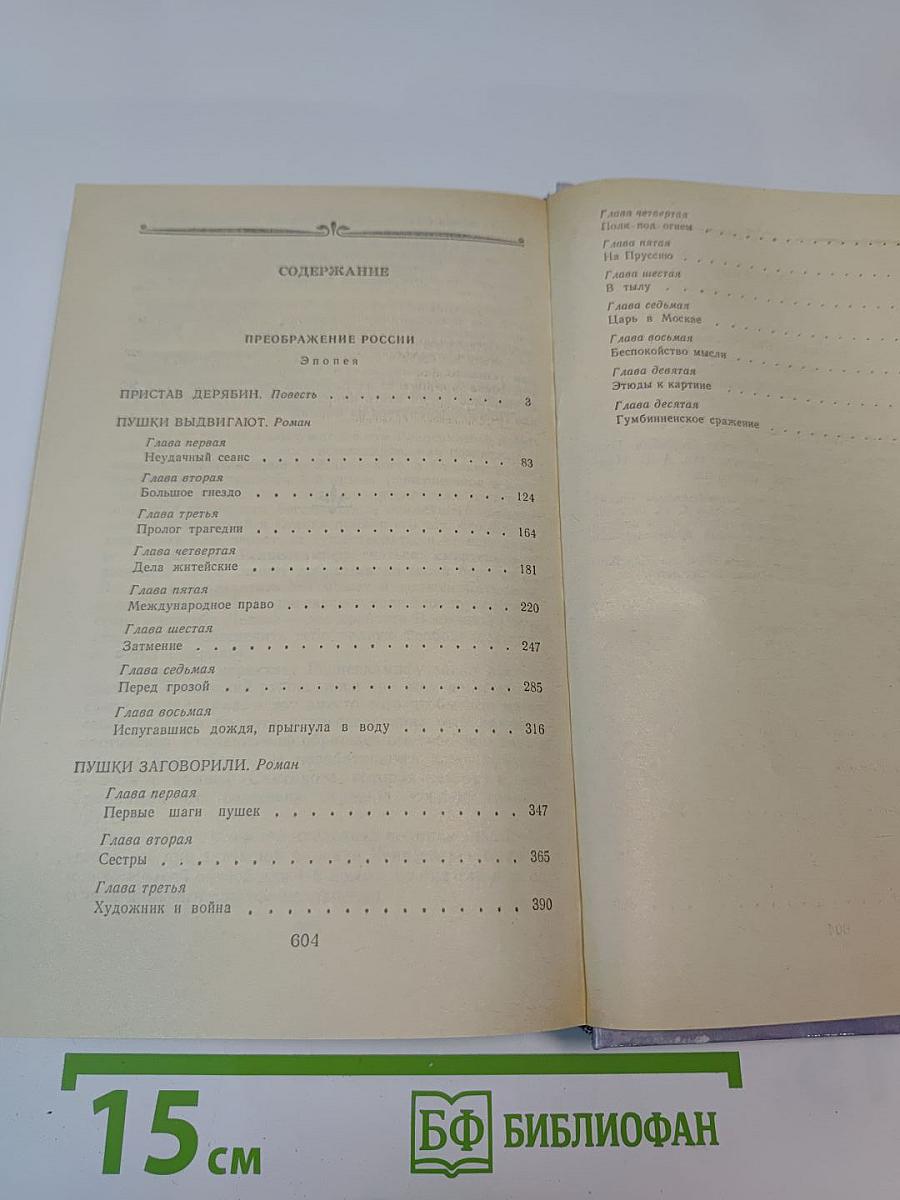 СОДЕРЖАНИЕ
ПРЕОБРАЖЕНИЕ РОССИИ
Эпопея
ПРИСТАВ ДЕРЯБИН. Повесть . . . . . . . . . . . . 3
ПУШКИ ВЫДВИГАЮТ. Роман
Глава первая
Неудачный сеанс . . . . . . . . . . . . . . . . 83
Глава вторая
Большое гнездо . . . . . . . . . . . . . . . . 124
Глава третья
Пролог трагедии . . . . . . . . . . . . . . . . 164
Глава четвертая
Дела житейские . . . . . . . . . . . . . . . . 181
Глава пятая
Международное право . . . . . . . . . . . . . . 220
Глава шестая
Затмение . . . . . . . . . . . . . . . . . . . 247
Глава седьмая
Перед грозой . . . . . . . . . . . . . . . . . 285
Глава восьмая
Испугавшись дождя, прыгнула в воду . . . . . . . 316
ПУШКИ ЗАГОВОРИЛИ. Роман
Глава первая
Первые шаги пушек . . . . . . . . . . . . . . 347
Глава вторая
Сестры . . . . . . . . . . . . . . . . . . . . 365
Глава третья
Художник и война . . . . . . . . . . . . . . . 390
604
Глава четвертая
Полк под огнем . . . . . . . . . . .
Глава пятая
На Пруссию . . . . . . . . . . . .
Глава шестая
В тылу . . . . . . . . . . . . . .
Глава седьмая
Царь в Москве . . . . . . . . . . .
Глава восьмая
Беспокойство мысли . . . . . . . . .
Глава девятая
Этюды к картине . . . . . . . . . .
Глава десятая
Гумбинненское сражение . . . . . . .
15 см
БФ БИБЛИОФАН